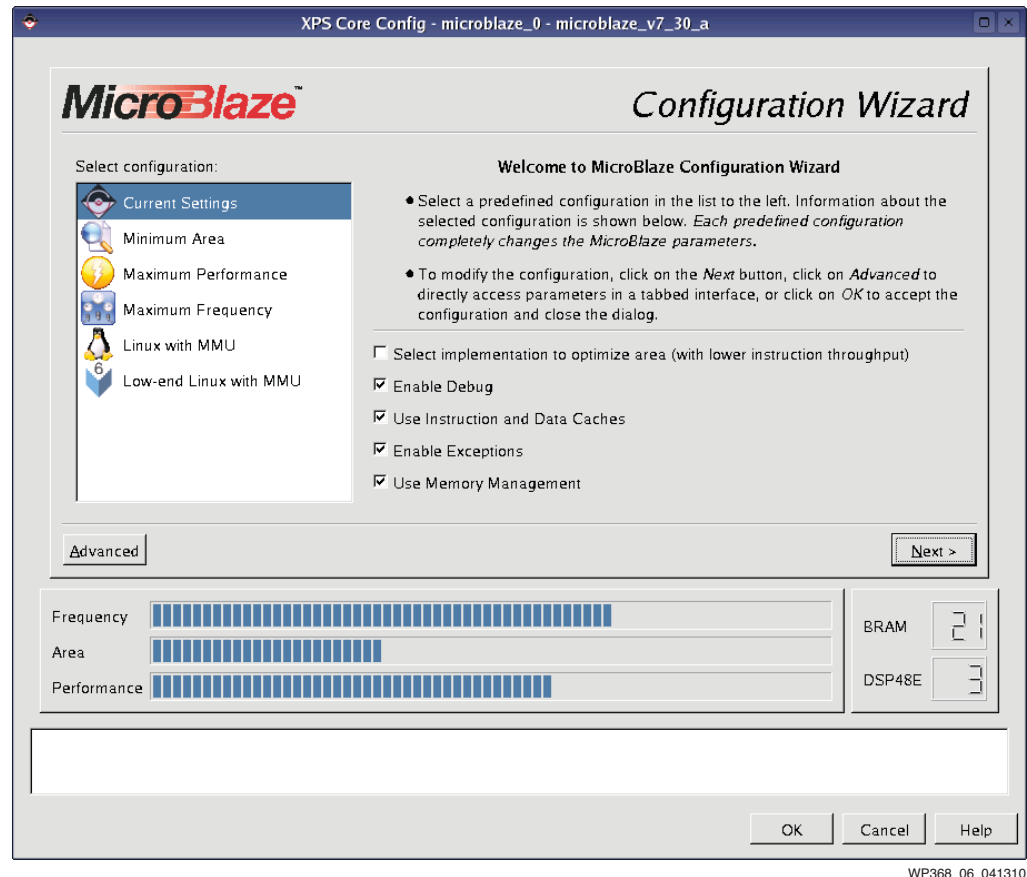 XPS Core Config - microblaze_0 - microblaze_v7_30_a
MicroBlaze™
Configuration Wizard
Select configuration:
Current Settings
Minimum Area
Maximum Performance
Maximum Frequency
Linux with MMU
6
Low-end Linux with MMU
Welcome to MicroBlaze Configuration Wizard
Select a predefined configuration in the list to the left. Information about the
selected configuration is shown below. Each predefined configuration
completely changes the MicroBlaze parameters.
To modify the configuration, click on the Next button, click on Advanced to
directly access parameters in a tabbed interface, or click on OK to accept the
configuration and close the dialog.
Select implementation to optimize area (with lower instruction throughput)
Enable Debug
Use Instruction and Data Caches
Enable Exceptions
Use Memory Management
Advanced
Next >
Frequency
Area
Performance
BRAM 21
DSP48E 3
OK Cancel Help
WP368_06_041310